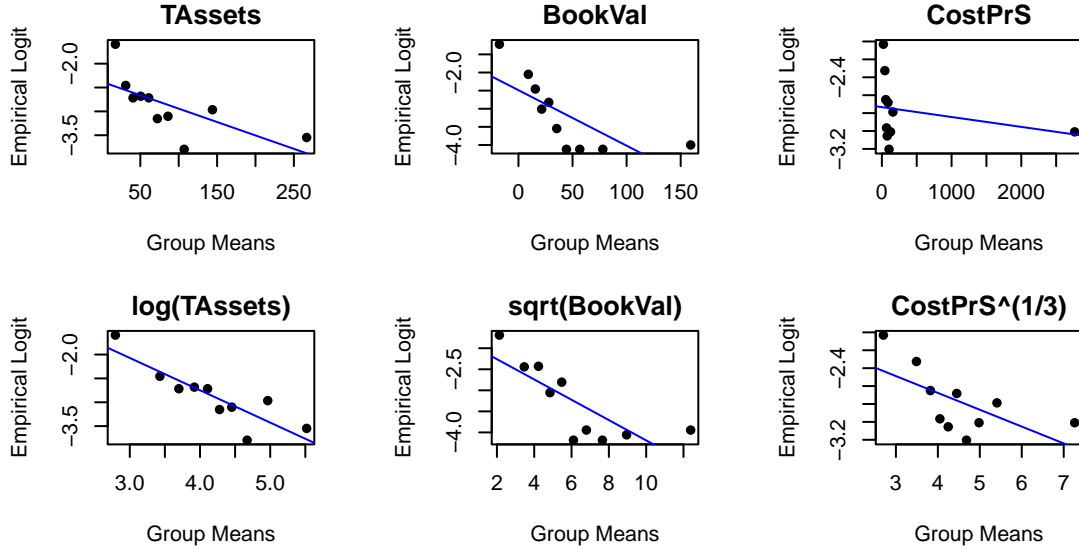 TAssets
BookVal
CostPrS
Empirical Logit
−2.0
−3.5
50
150
250
Group Means
Empirical Logit
−2.0
−4.0
0
50
100
150
Group Means
Empirical Logit
−2.4
−3.2
0
1000
2000
Group Means
log(TAssets)
sqrt(BookVal)
CostPrS^(1/3)
Empirical Logit
−2.0
−3.5
3.0
4.0
5.0
Group Means
Empirical Logit
−2.5
−4.0
2
4
6
8
10
Group Means
Empirical Logit
−2.4
−3.2
3
4
5
6
7
Group Means